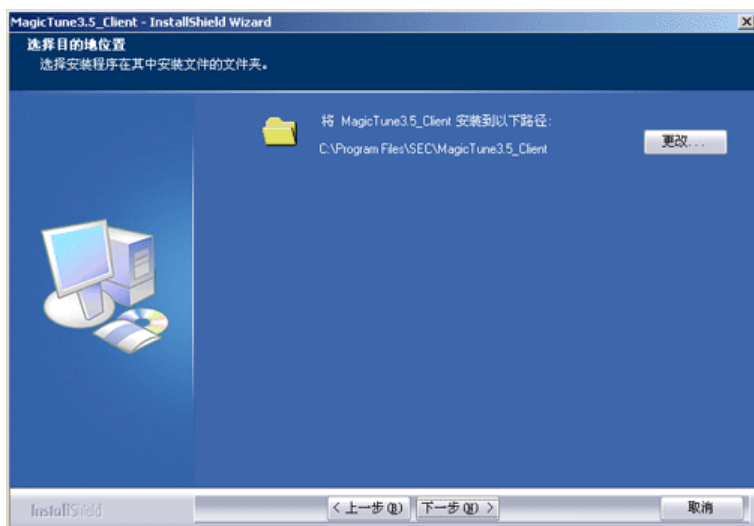 MagicTune3.5_Client - InstallShield Wizard
选择目的地位置
选择安装程序在其中安装文件的文件夹。
将 MagicTune3.5_Client 安装到以下路径:
C:\Program Files\SEC\MagicTune3.5_Client
更改...
InstallShield
< 上一步(B)
下一步(N) >
取消